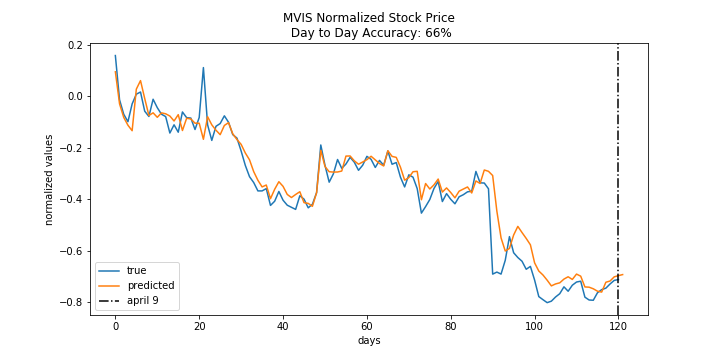 MVIS Normalized Stock Price
Day to Day Accuracy: 66%
normalized values
0.2
0.0
−0.2
−0.4
−0.6
−0.8
true
predicted
april 9
0 20 40 60 80 100 120
days